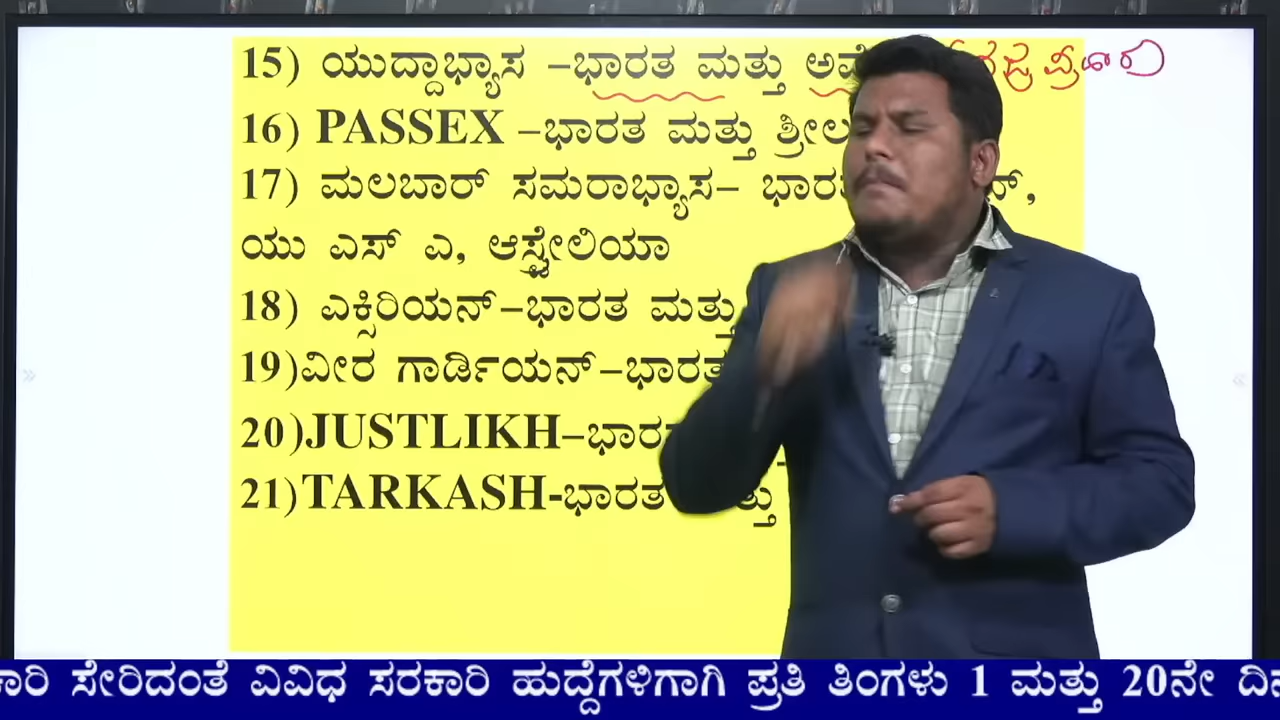 15) ಯುದ್ದಾಭ್ಯಾಸ –ಭಾರತ ಮತ್ತು
16) PASSEX –ಭಾರತ ಮತ್ತು
17) ಮಲಬಾರ್ ಸಮರಾಭ್ಯಾಸ–
ಯು ಎಸ್ ಎ, ಆಸ್ಟ್ರೇಲಿಯಾ
18) ಎಕ್ಸಿರಿಯನ್–ಭಾರತ ಮತ್ತು
19)ವೀರ ಗಾರ್ಡಿಯನ್–ಭಾರತ
20)JUSTLIKH–
21)TARKASH-ಭಾರತ
ಸೇರಿದಂತೆ ವಿವಿಧ ಸರಕಾರಿ ಹುದ್ದೆಗಳಿಗಾಗಿ ಪ್ರತಿ ತಿಂಗಳು 1 ಮತ್ತು 20ನೇ